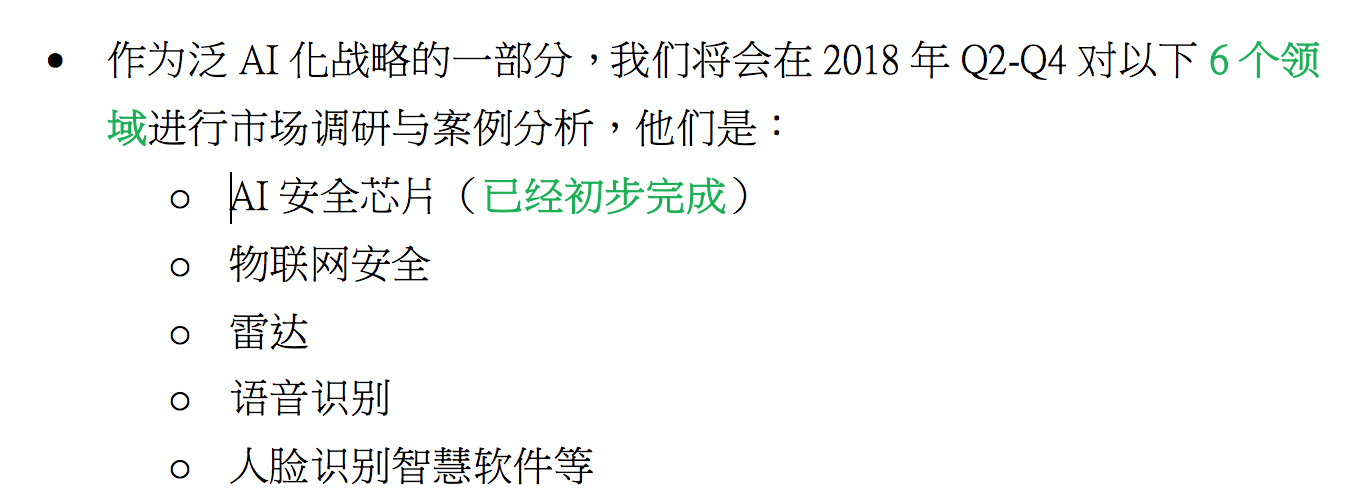 • 作为泛 AI 化战略的一部分，我们将会在 2018 年 Q2-Q4 对以下 6 个领
域进行市场调研与案例分析，他们是：
○ AI 安全芯片（已经初步完成）
○ 物联网安全
○ 雷达
○ 语音识别
○ 人脸识别智慧软件等